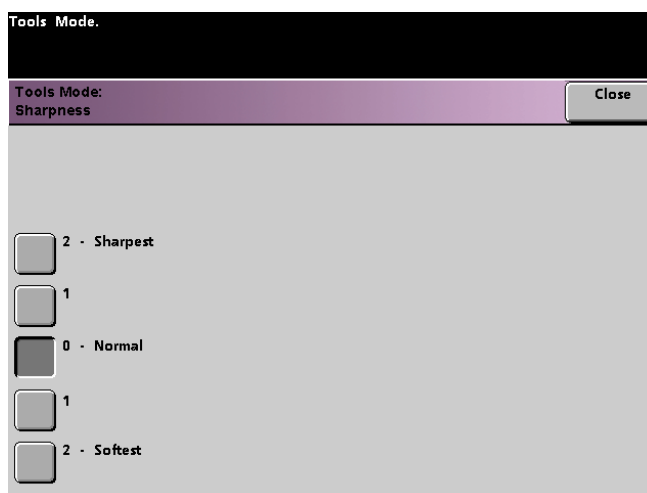 Tools Mode.
Tools Mode:
Sharpness
Close
2 - Sharpest
1
0 - Normal
1
2 - Softest